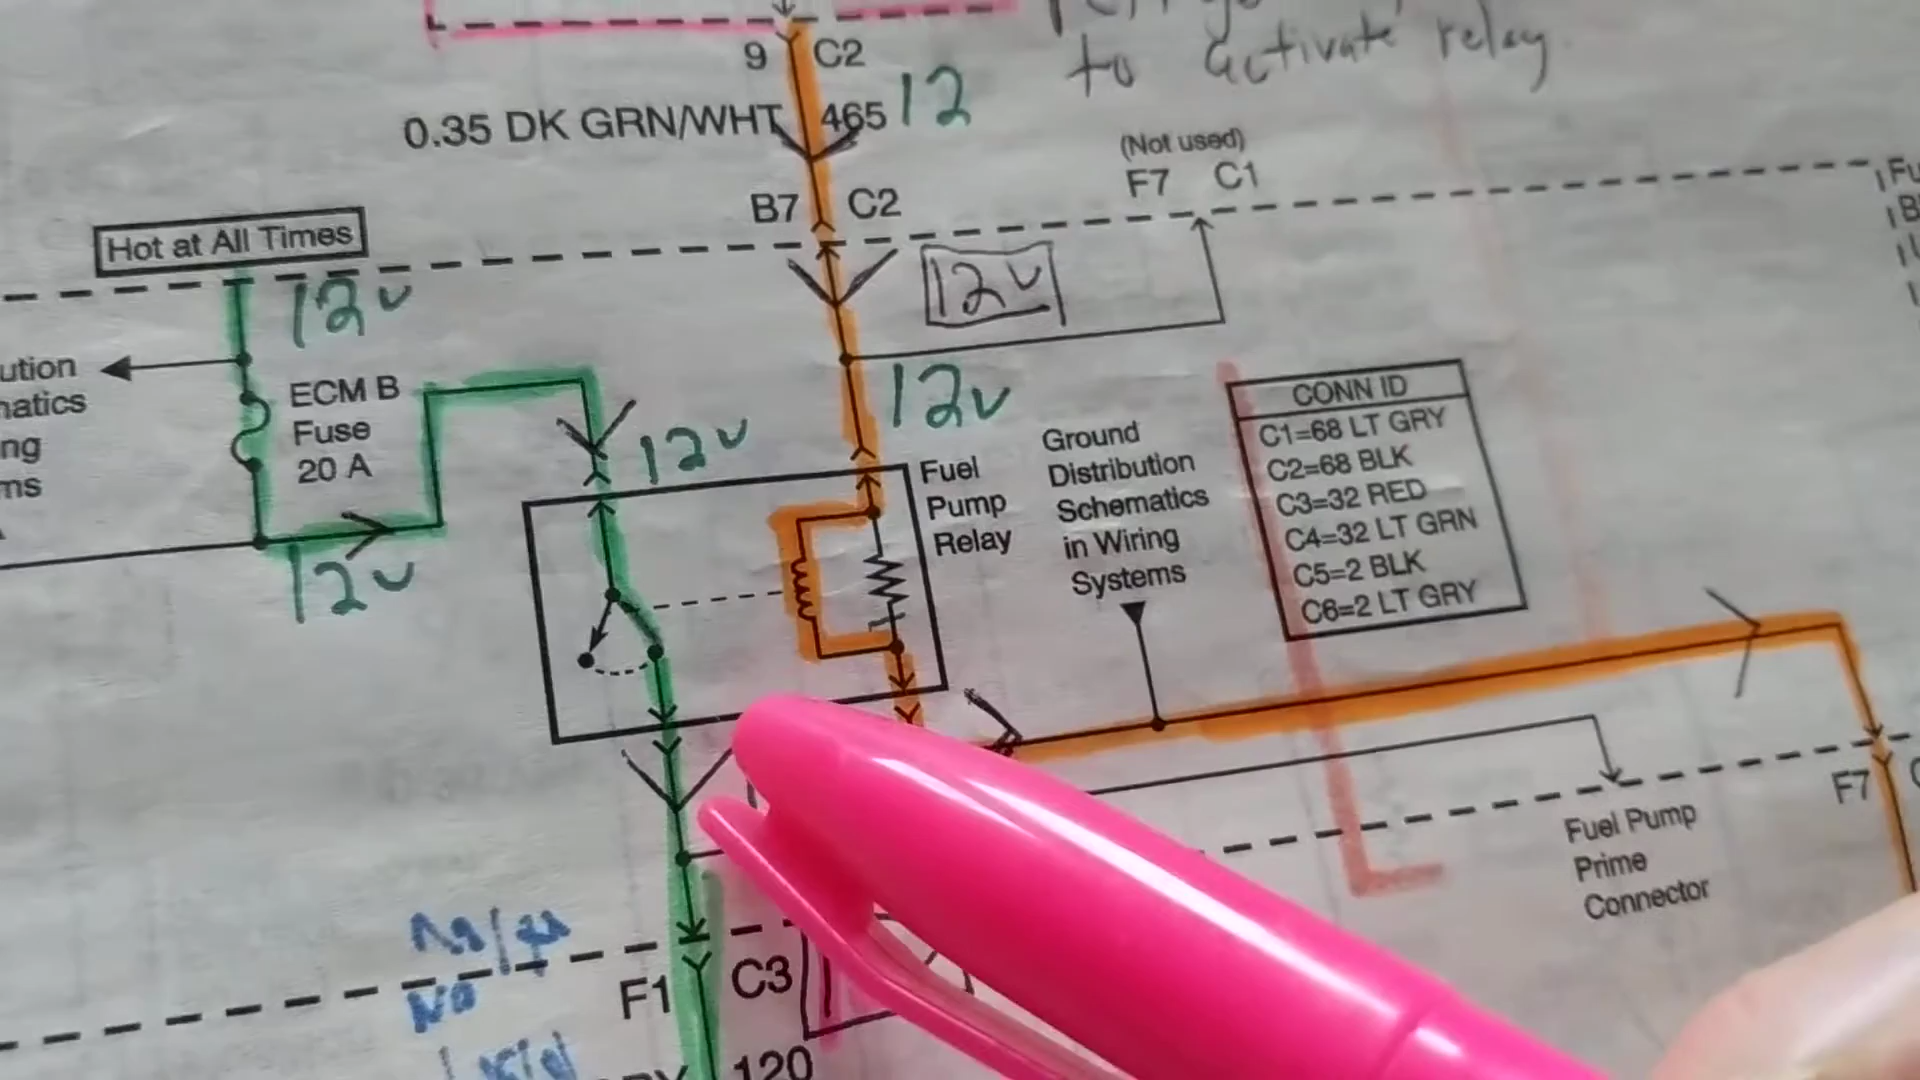 to activate relay.
9 C2
0.35 DK GRN/WHT 465 12
(Not used)
F7 C1
B7 C2
Hot at All Times
12v
12v
ution
ECM B
Fuse
20 A
12v
12v
12v
Fuel
Pump
Relay
Ground
Distribution
Schematics
in Wiring
Systems
CONN ID
C1=68 LT GRY
C2=68 BLK
C3=32 RED
C4=32 LT GRN
C5=2 BLK
C6=2 LT GRY
F7
Fuel Pump
Prime
Connector
F1 C3
120